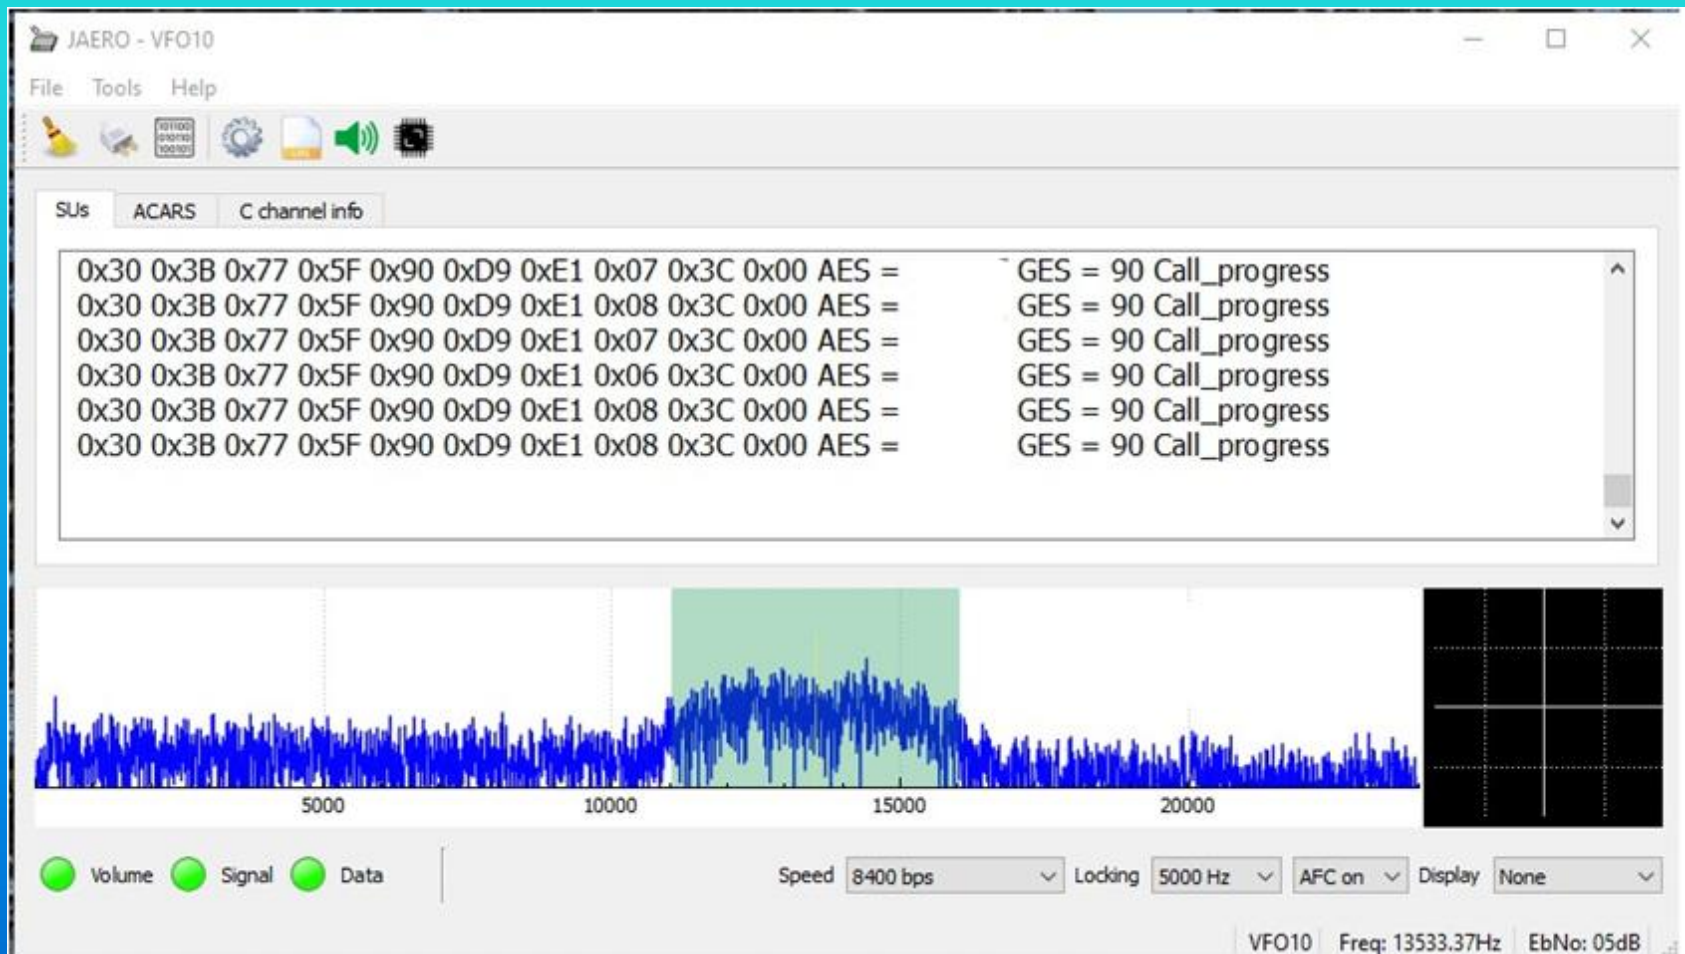 JAERO - VFO10
File Tools Help
101100
010110
100101
SUs ACARS C channel info
0x30 0x3B 0x77 0x5F 0x90 0xD9 0xE1 0x07 0x3C 0x00 AES = GES = 90 Call_progress
0x30 0x3B 0x77 0x5F 0x90 0xD9 0xE1 0x08 0x3C 0x00 AES = GES = 90 Call_progress
0x30 0x3B 0x77 0x5F 0x90 0xD9 0xE1 0x07 0x3C 0x00 AES = GES = 90 Call_progress
0x30 0x3B 0x77 0x5F 0x90 0xD9 0xE1 0x06 0x3C 0x00 AES = GES = 90 Call_progress
0x30 0x3B 0x77 0x5F 0x90 0xD9 0xE1 0x08 0x3C 0x00 AES = GES = 90 Call_progress
0x30 0x3B 0x77 0x5F 0x90 0xD9 0xE1 0x08 0x3C 0x00 AES = GES = 90 Call_progress
5000 10000 15000 20000
Volume Signal Data Speed 8400 bps Locking 5000 Hz AFC on Display None
VFO10 Freq: 13533.37Hz EbNo: 05dB